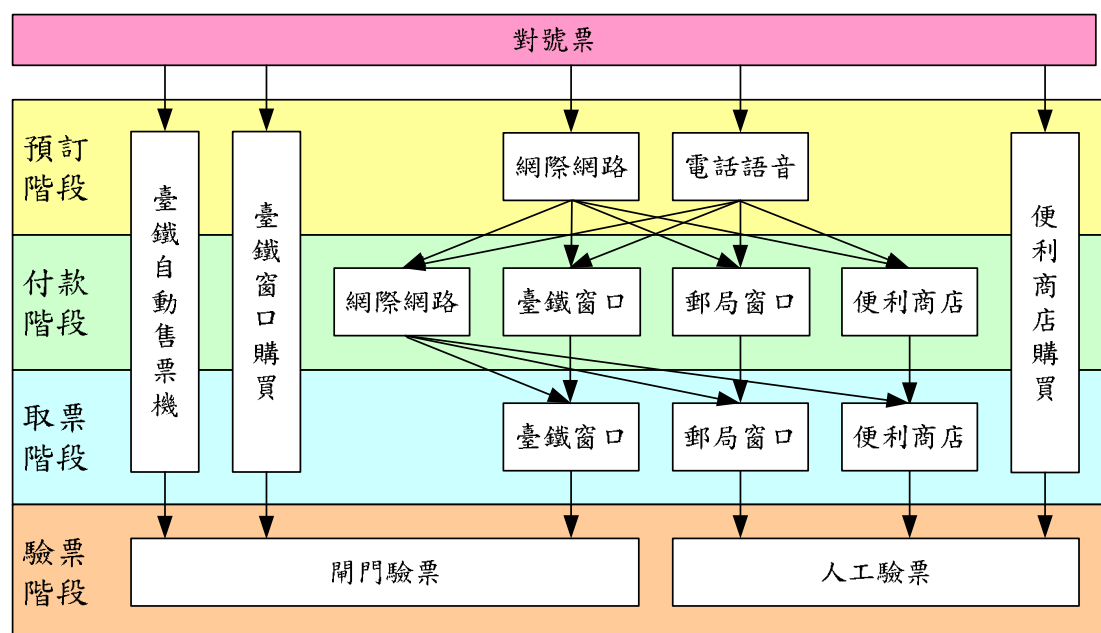 對號票
預訂
階段
臺鐵自動售票機
臺鐵窗口購買
網際網路
電話語音
便利商店購買
付款
階段
網際網路
臺鐵窗口
郵局窗口
便利商店
取票
階段
臺鐵窗口
郵局窗口
便利商店
驗票
階段
閘門驗票
人工驗票